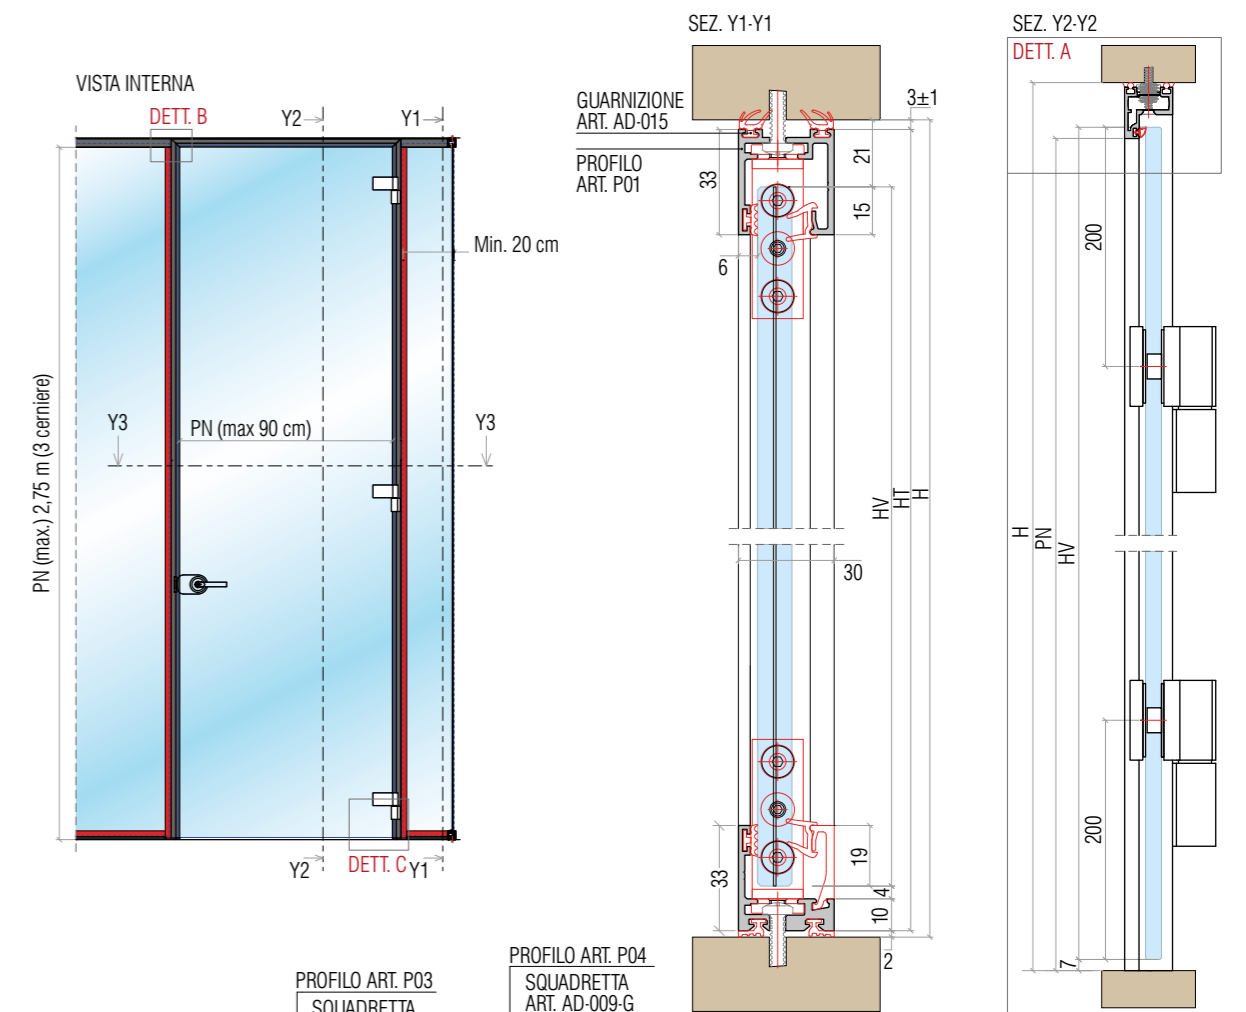 VISTA INTERNA
DETT. B
Y2
Y1
Min. 20 cm
Y3
PN (max 90 cm)
Y3
PN (max.) 2,75 m (3 cerniere)
Y2
DETT. C
Y1
PROFILO ART. P03
SQUADRETTA
PROFILO ART. P04
SQUADRETTA
ART. AD-009-G
SEZ. Y1-Y1
GUARNIZIONE
ART. AD-015
PROFILO
ART. P01
3±1
33
21
15
6
HV
HT
H
30
33
19
4
10
2
SEZ. Y2-Y2
DETT. A
200
H
PN
HV
200
7